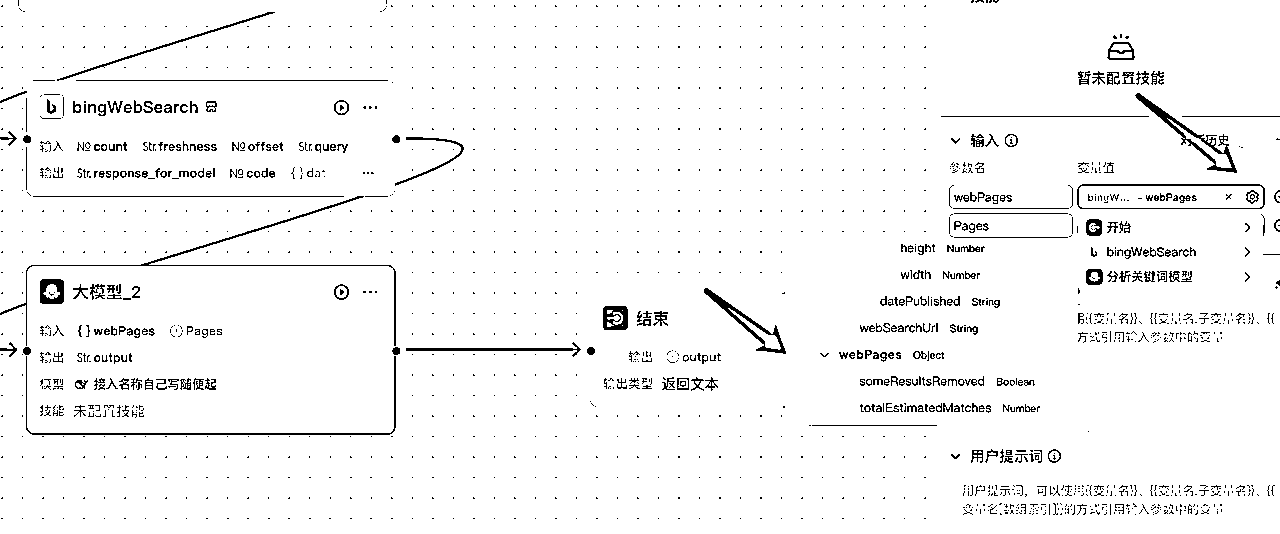 bingWebSearch
输入 № count Str. freshness № offset Str. query
输出 Str. response_for_model № code { } dat ...
大模型_2
输入 { } webPages Pages
输出 Str. output
模型 接入名称自己写随便起
技能 未配置技能
结束
输出 output
输出类型 返回文本
height Number
width Number
datePublished String
webSearchUrl String
webPages Object
someResultsRemoved Boolean
totalEstimatedMatches Number
暂未配置技能
输入
历史
参数名 变量值
webPages bingW... - webPages
Pages
开始
bingWebSearch
分析关键词模型
{{变量名}}、{{变量名.子变量名}}、{{
方式引用输入参数中的变量
用户提示词
用户提示词，可以使用{{变量名}}、{{变量名.子变量名}}、{{
变量名[数组索引]}}的方式引用输入参数中的变量